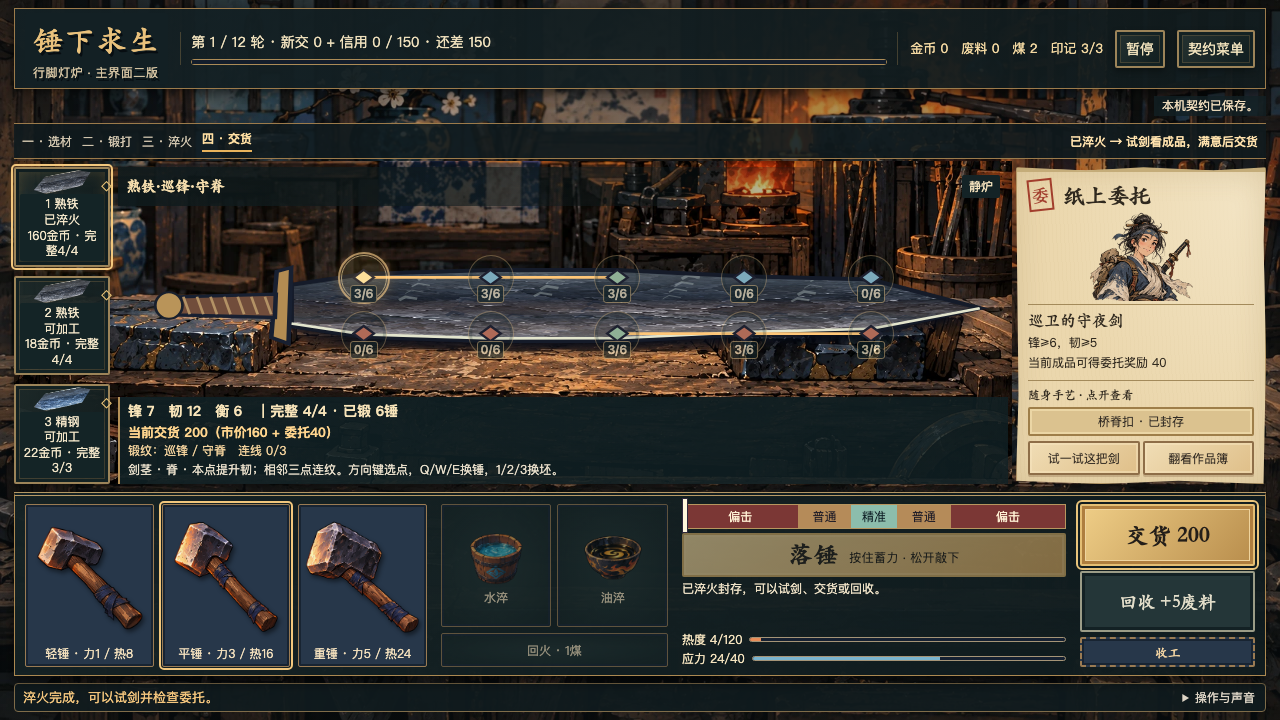 锤下求生
行脚灯炉 · 主界面二版
第 1 / 12 轮 · 新交 0 + 信用 0 / 150 · 还差 150
金币 0 废料 0 煤 2 印记 3/3
暂停
契约菜单
本机契约已保存。
一 · 选材 二 · 锻打 三 · 淬火 四 · 交货
已淬火 → 试剑看成品，满意后交货
1 熟铁
已淬火
160金币 · 完
整4/4
2 熟铁
可加工
18金币 · 完整
4/4
3 精钢
可加工
22金币 · 完整
3/3
熟铁·巡锋·守脊
静炉
3/6 3/6 3/6 0/6 0/6
0/6 0/6 3/6 3/6 3/6
锋 7 韧 12 衡 6 | 完整 4/4 · 已锻 6锤
当前交货 200（市价160 + 委托40）
锻纹：巡锋 / 守脊 连线 0/3
剑茎 · 脊 · 本点提升韧；相邻三点连纹。方向键选点，Q/W/E换锤，1/2/3换坯。
委
纸上委托
巡卫的守夜剑
锋≥6，韧≥5
当前成品可得委托奖励 40
随身手艺 · 点开查看
桥脊扣 · 已封存
试一试这把剑
翻看作品簿
轻锤 · 力1 / 热8
平锤 · 力3 / 热16
重锤 · 力5 / 热24
水淬
油淬
回火 · 1煤
偏击 普通 精准 普通 偏击
落锤 按住蓄力 · 松开敲下
已淬火封存，可以试剑、交货或回收。
热度 4/120
应力 24/40
交货 200
回收 +5废料
收工
淬火完成，可以试剑并检查委托。
▶ 操作与声音